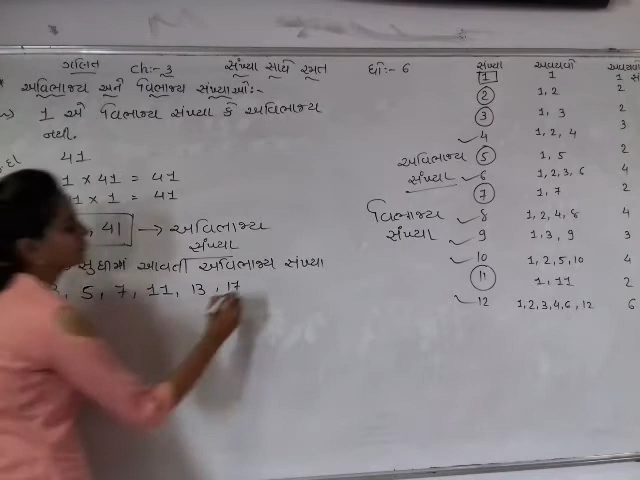 ગણિત ch:- 3 સંખ્યા સાથે રમત ધો:- 6
અવિભાજ્ય અને વિભાજ્ય સંખ્યાઓ:-
1 એ વિભાજ્ય સંખ્યા કે અવિભાજ્ય
નથી.
41
1 x 41 = 41
1 x 1 = 41
, 41 → અવિભાજ્ય
સંખ્યા
સુધીમાં આવતી અવિભાજ્ય સંખ્યા
, 5, 7, 11, 13, 17
સંખ્યા અવયવો અવયવો
1 1 1
2 1, 2 2
3 1, 3 2
4 1, 2, 4 3
અવિભાજ્ય 5 1, 5 2
સંખ્યા 6 1, 2, 3, 6 4
7 1, 7 2
વિભાજ્ય 8 1, 2, 4, 8 4
સંખ્યા 9 1, 3, 9 3
10 1, 2, 5, 10 4
11 1, 11 2
12 1, 2, 3, 4, 6, 12 6